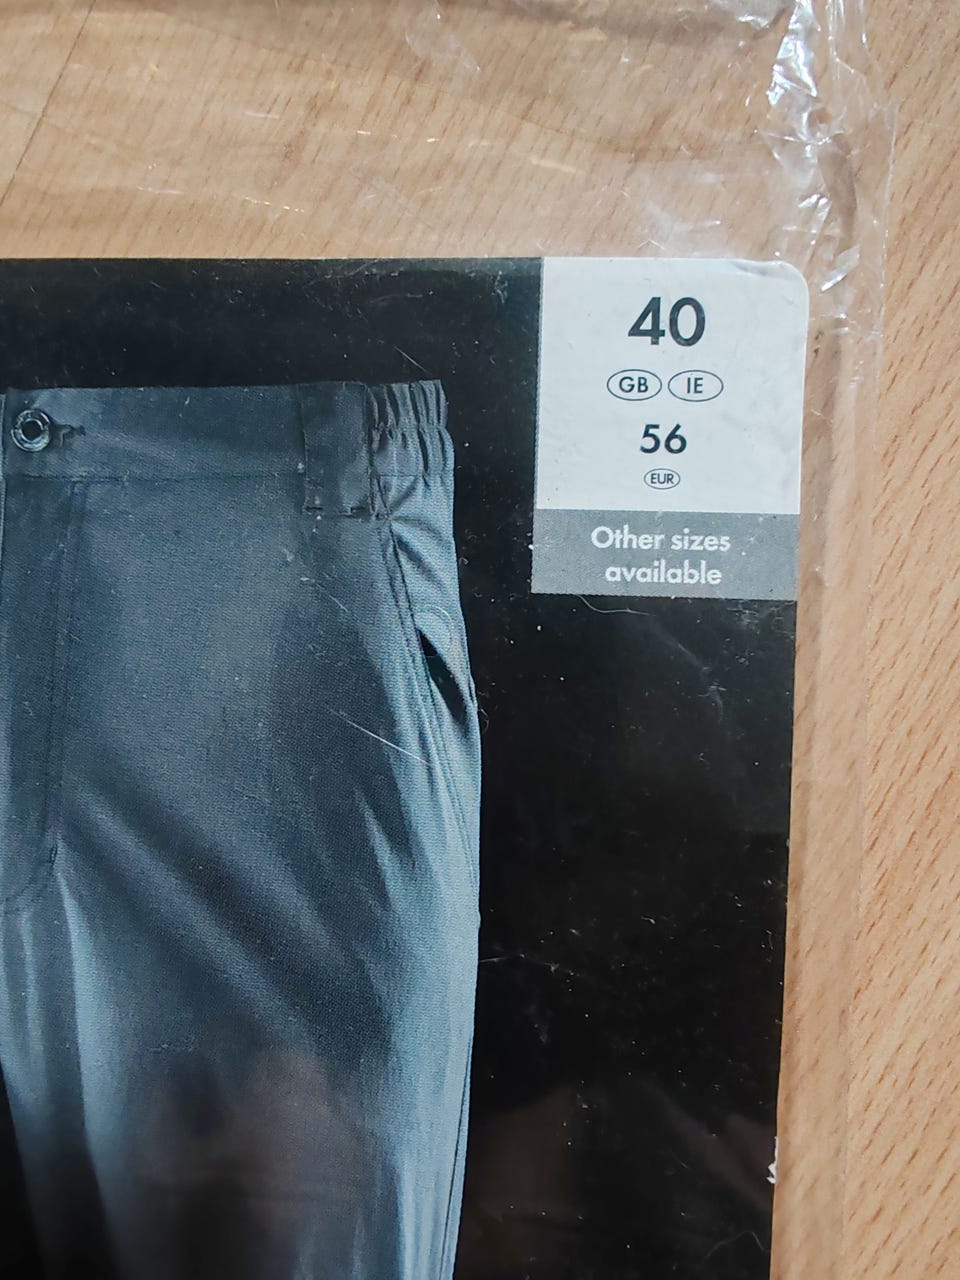 40
GB IE
56
EUR
Other sizes
available